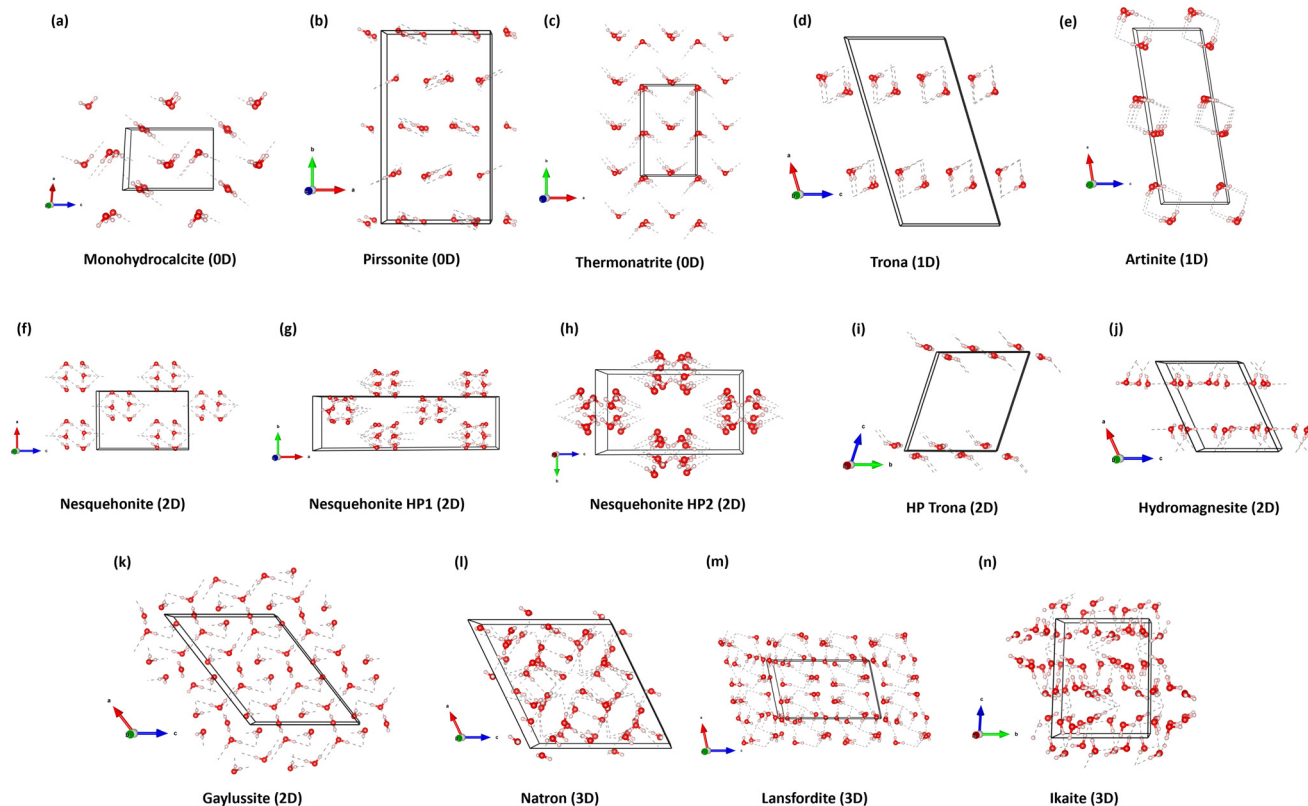 (a) (b) (c) (d) (e)
Monohydrocalcite (0D) Pirssonite (0D) Thermonatrite (0D) Trona (1D) Artinite (1D)
(f) (g) (h) (i) (j)
Nesquehonite (2D) Nesquehonite HP1 (2D) Nesquehonite HP2 (2D) HP Trona (2D) Hydromagnesite (2D)
(k) (l) (m) (n)
Gaylussite (2D) Natron (3D) Lansfordite (3D) Ikaite (3D)